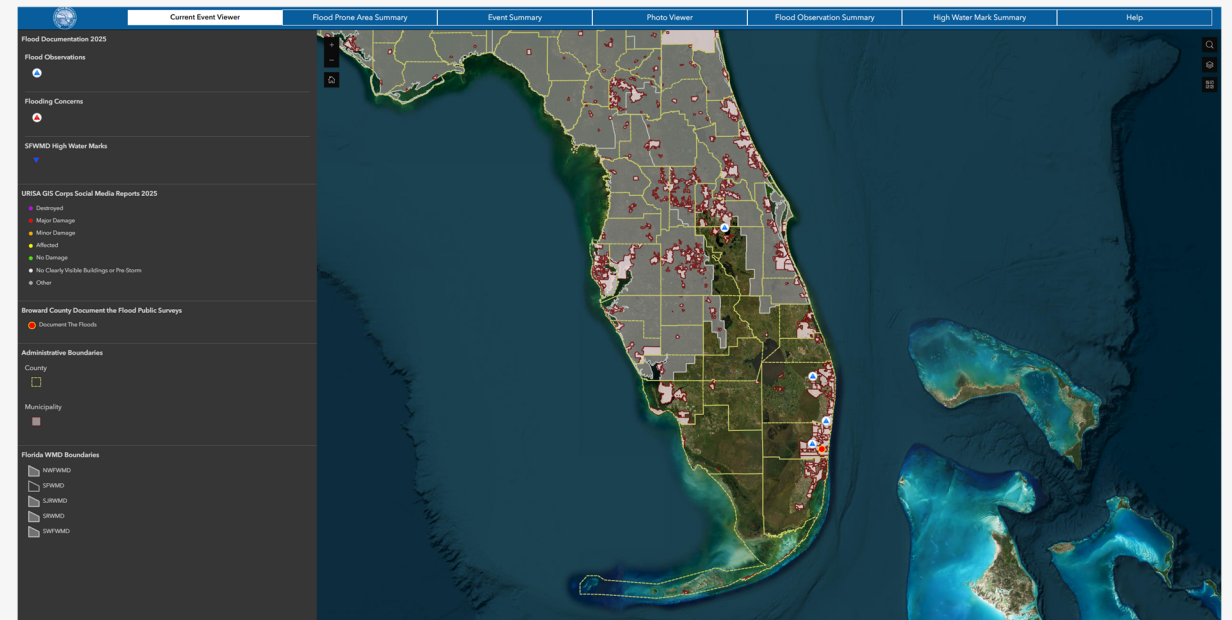 Current Event Viewer
Flood Prone Area Summary
Event Summary
Photo Viewer
Flood Observation Summary
High Water Mark Summary
Help
Flood Documentation 2025
Flood Observations
Flooding Concerns
SFWMD High Water Marks
URISA GIS Corps Social Media Reports 2025
Destroyed
Major Damage
Minor Damage
Affected
No Damage
No Clearly Visible Buildings or Pre-Storm
Other
Broward County Document the Flood Public Surveys
Document The Floods
Administrative Boundaries
County
Municipality
Florida WMD Boundaries
NWFWMD
SFWMD
SJRWMD
SRWMD
SWFWMD